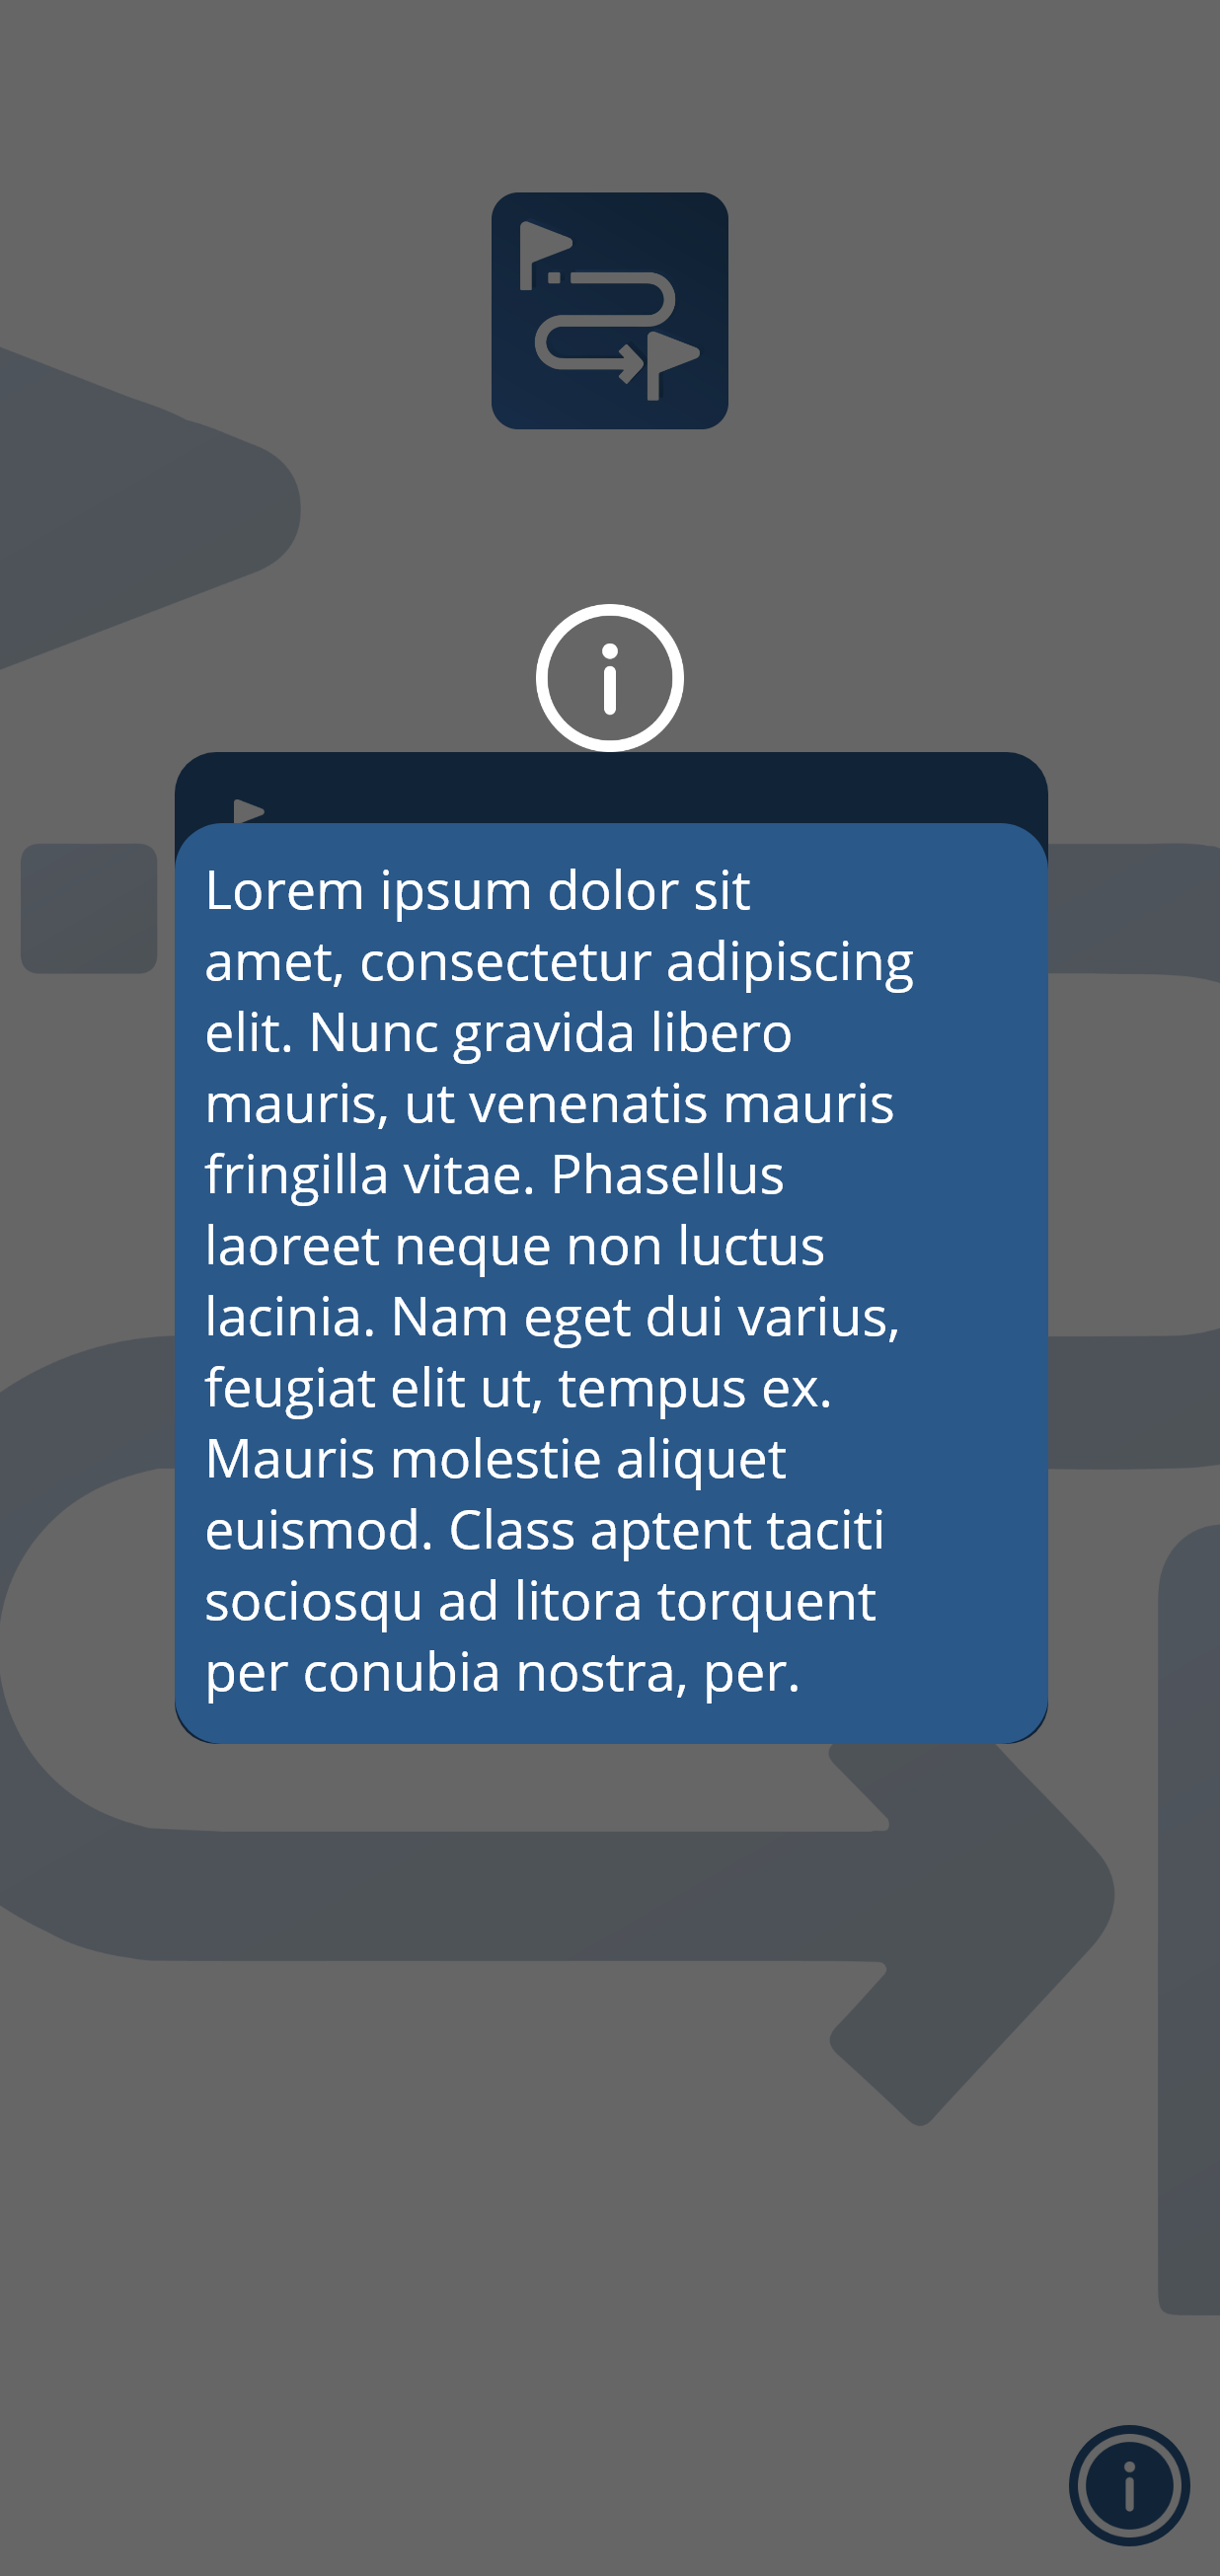 Lorem ipsum dolor sit
amet, consectetur adipiscing
elit. Nunc gravida libero
mauris, ut venenatis mauris
fringilla vitae. Phasellus
laoreet neque non luctus
lacinia. Nam eget dui varius,
feugiat elit ut, tempus ex.
Mauris molestie aliquet
euismod. Class aptent taciti
sociosqu ad litora torquent
per conubia nostra, per.